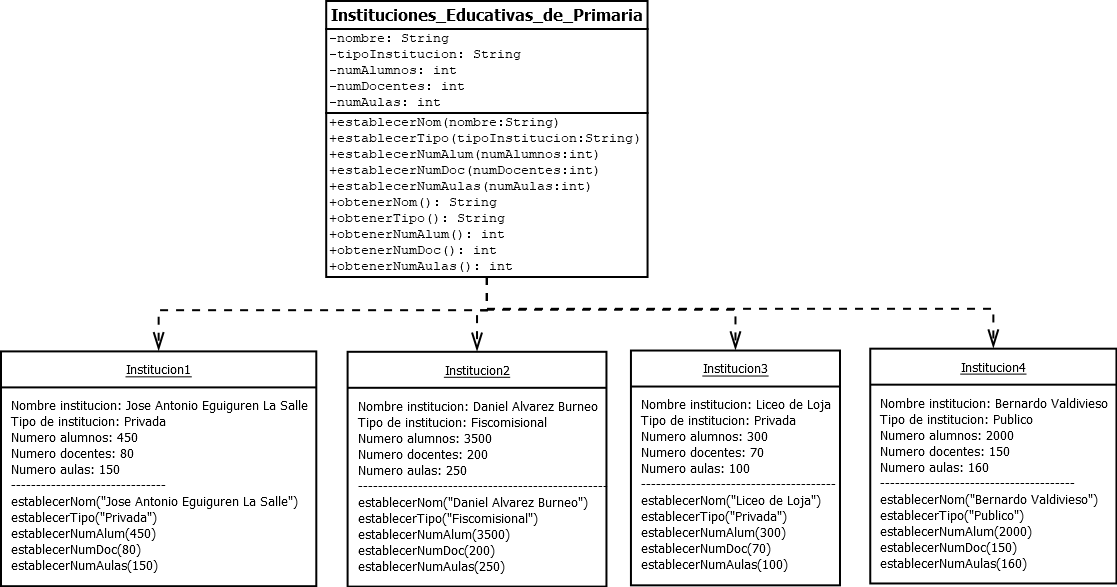 Instituciones_Educativas_de_Primaria
-nombre: String
-tipoInstitucion: String
-numAlumnos: int
-numDocentes: int
-numAulas: int
+establecerNom(nombre:String)
+establecerTipo(tipoInstitucion:String)
+establecerNumAlum(numAlumnos:int)
+establecerNumDoc(numDocentes:int)
+establecerNumAulas(numAulas:int)
+obtenerNom(): String
+obtenerTipo(): String
+obtenerNumAlum(): int
+obtenerNumDoc(): int
+obtenerNumAulas(): int
Institucion1
Nombre institucion: Jose Antonio Eguiguren La Salle
Tipo de institucion: Privada
Numero alumnos: 450
Numero docentes: 80
Numero aulas: 150
establecerNom("Jose Antonio Eguiguren La Salle")
establecerTipo("Privada")
establecerNumAlum(450)
establecerNumDoc(80)
establecerNumAulas(150)
Institucion2
Nombre institucion: Daniel Alvarez Burneo
Tipo de institucion: Fiscomisional
Numero alumnos: 3500
Numero docentes: 200
Numero aulas: 250
establecerNom("Daniel Alvarez Burneo")
establecerTipo("Fiscomisional")
establecerNumAlum(3500)
establecerNumDoc(200)
establecerNumAulas(250)
Institucion3
Nombre institucion: Liceo de Loja
Tipo de institucion: Privada
Numero alumnos: 300
Numero docentes: 70
Numero aulas: 100
establecerNom("Liceo de Loja")
establecerTipo("Privada")
establecerNumAlum(300)
establecerNumDoc(70)
establecerNumAulas(100)
Institucion4
Nombre institucion: Bernardo Valdivieso
Tipo de institucion: Publico
Numero alumnos: 2000
Numero docentes: 150
Numero aulas: 160
establecerNom("Bernardo Valdivieso")
establecerTipo("Publico")
establecerNumAlum(2000)
establecerNumDoc(150)
establecerNumAulas(160)